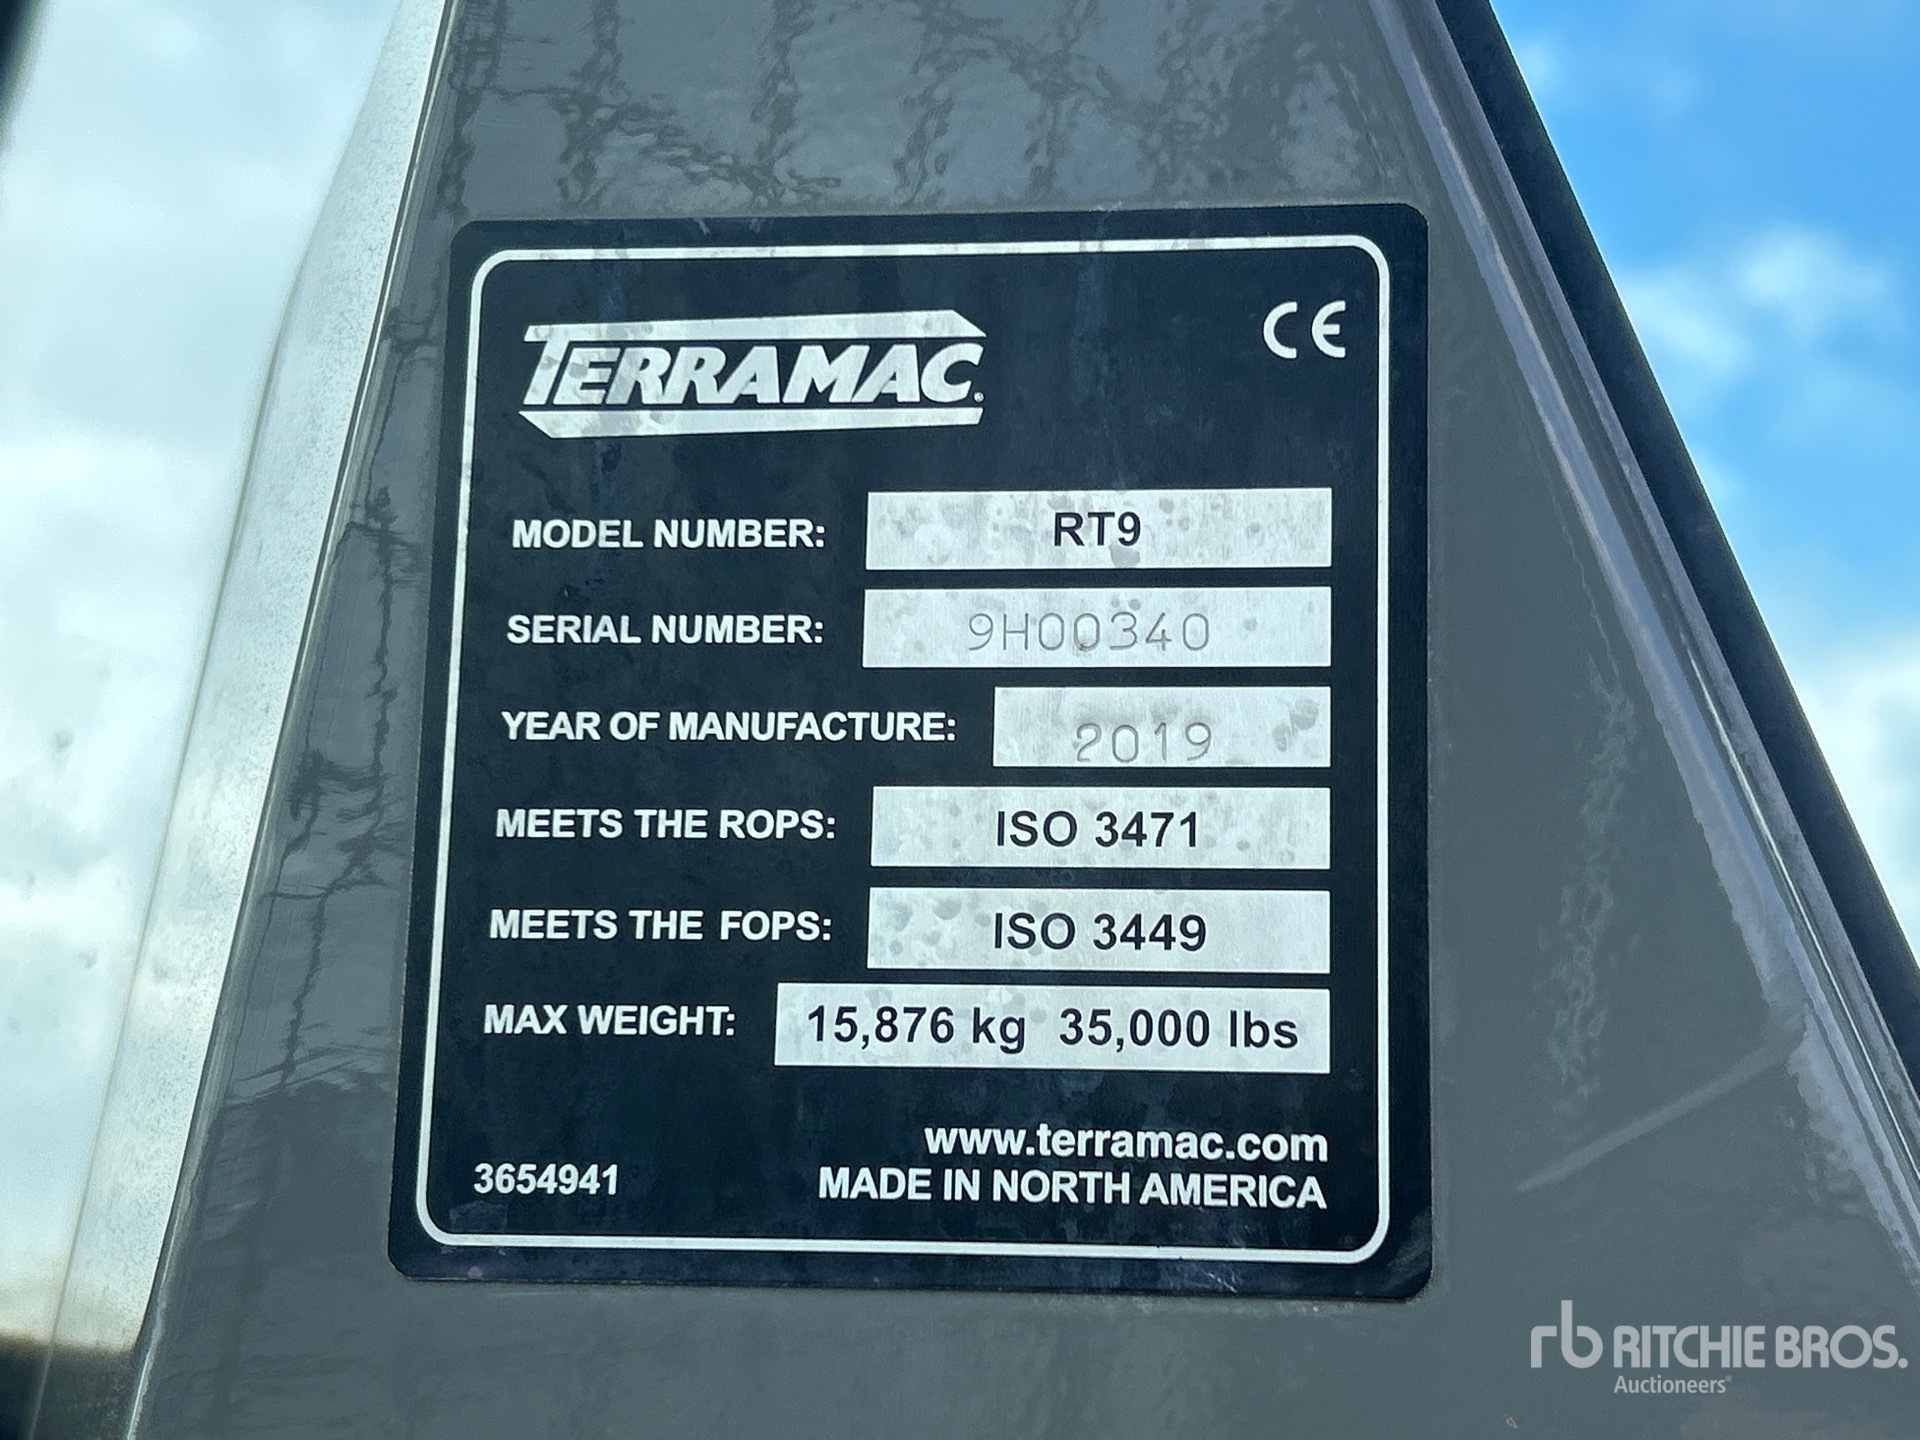 TERRAMAC®
CE
MODEL NUMBER: RT9
SERIAL NUMBER: 9H00340
YEAR OF MANUFACTURE: 2019
MEETS THE ROPS: ISO 3471
MEETS THE FOPS: ISO 3449
MAX WEIGHT: 15,876 kg 35,000 lbs
www.terramac.com
3654941
MADE IN NORTH AMERICA
rb RITCHIE BROS.
Auctioneers